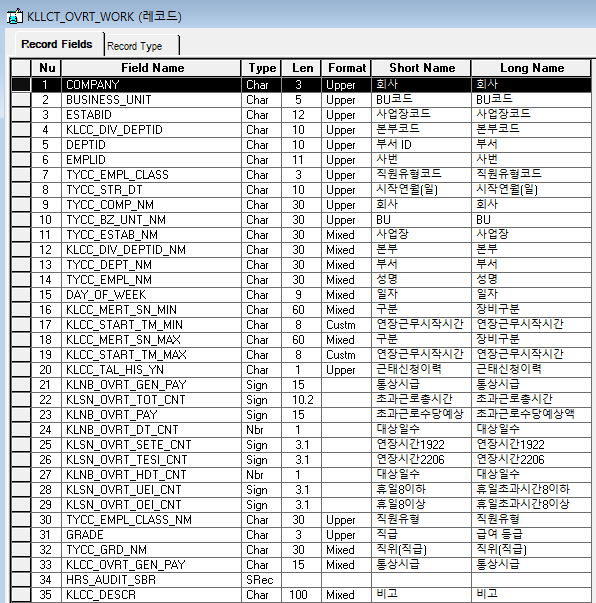 KLLCT_OVRT_WORK (레코드)
Record Fields Record Type
Nu Field Name Type Len Format Short Name Long Name
1 COMPANY Char 3 Upper 회사 회사
2 BUSINESS_UNIT Char 5 Upper BU코드 BU코드
3 ESTABID Char 12 Upper 사업장코드 사업장코드
4 KLCC_DIV_DEPTID Char 10 Upper 본부코드 본부코드
5 DEPTID Char 10 Upper 부서 ID 부서
6 EMPLID Char 11 Upper 사번 사번
7 TYCC_EMPL_CLASS Char 3 Upper 직원유형코드 직원유형코드
8 TYCC_STR_DT Char 10 Upper 시작연월(일) 시작연월(일)
9 TYCC_COMP_NM Char 30 Upper 회사 회사
10 TYCC_BZ_UNT_NM Char 30 Upper BU BU
11 TYCC_ESTAB_NM Char 30 Mixed 사업장 사업장
12 KLCC_DIV_DEPTID_NM Char 30 Mixed 본부 본부
13 TYCC_DEPT_NM Char 30 Mixed 부서 부서
14 TYCC_EMPL_NM Char 30 Mixed 성명 성명
15 DAY_OF_WEEK Char 9 Mixed 일자 일자
16 KLCC_MERT_SN_MIN Char 60 Mixed 구분 장비구분
17 KLCC_START_TM_MIN Char 8 Custm 연장근무시작시간 연장근무시작시간
18 KLCC_MERT_SN_MAX Char 60 Mixed 구분 장비구분
19 KLCC_START_TM_MAX Char 8 Custm 연장근무시작시간 연장근무시작시간
20 KLCC_TAL_HIS_YN Char 1 Upper 근태신청이력 근태신청이력
21 KLNB_OVRT_GEN_PAY Sign 15 통상시급 통상시급
22 KLSN_OVRT_TOT_CNT Sign 10.2 초과근로총시간 초과근로총시간
23 KLNB_OVRT_PAY Sign 15 초과근로수당예상 초과근로수당예상액
24 KLNB_OVRT_DT_CNT Nbr 1 대상일수 대상일수
25 KLSN_OVRT_SETE_CNT Sign 3.1 연장시간1922 연장시간1922
26 KLSN_OVRT_TESI_CNT Sign 3.1 연장시간2206 연장시간2206
27 KLNB_OVRT_HDT_CNT Nbr 1 대상일수 대상일수
28 KLSN_OVRT_UEI_CNT Sign 3.1 휴일8이하 휴일초과시간8이하
29 KLSN_OVRT_OEI_CNT Sign 3.1 휴일8이상 휴일초과시간8이상
30 TYCC_EMPL_CLASS_NM Char 30 Upper 직원유형 직원유형
31 GRADE Char 3 Upper 직급 급여 등급
32 TYCC_GRD_NM Char 30 Mixed 직위(직급) 직위(직급)
33 KLCC_OVRT_GEN_PAY Char 15 Mixed 통상시급 통상시급
34 HRS_AUDIT_SBR SRec
35 KLCC_DESCR Char 100 Mixed 비고 비고